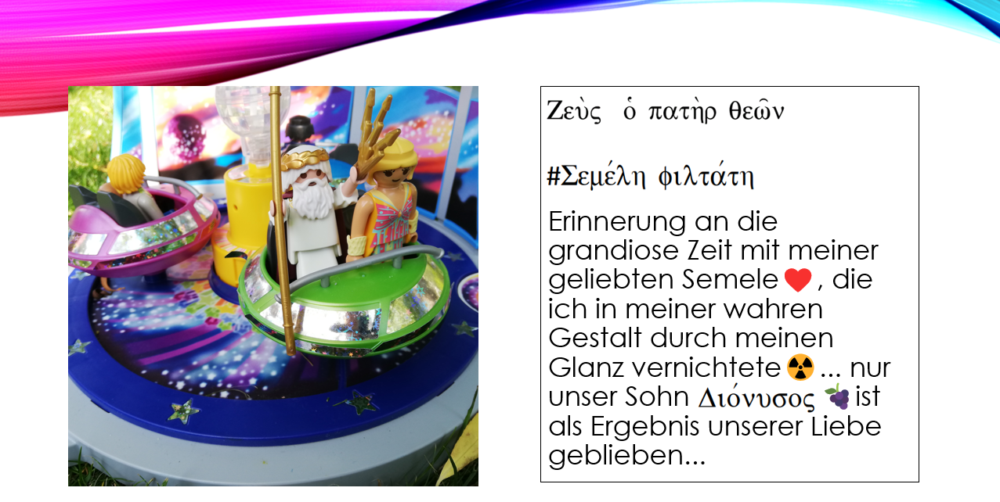 Ζεὺς ὁ πατὴρ θεῶν
#Σεμέλη φιλτάτη
Erinnerung an die
grandiose Zeit mit meiner
geliebten Semele❤️, die
ich in meiner wahren
Gestalt durch meinen
Glanz vernichtete☢️... nur
unser Sohn Διόνυσος 🍇ist
als Ergebnis unserer Liebe
geblieben...